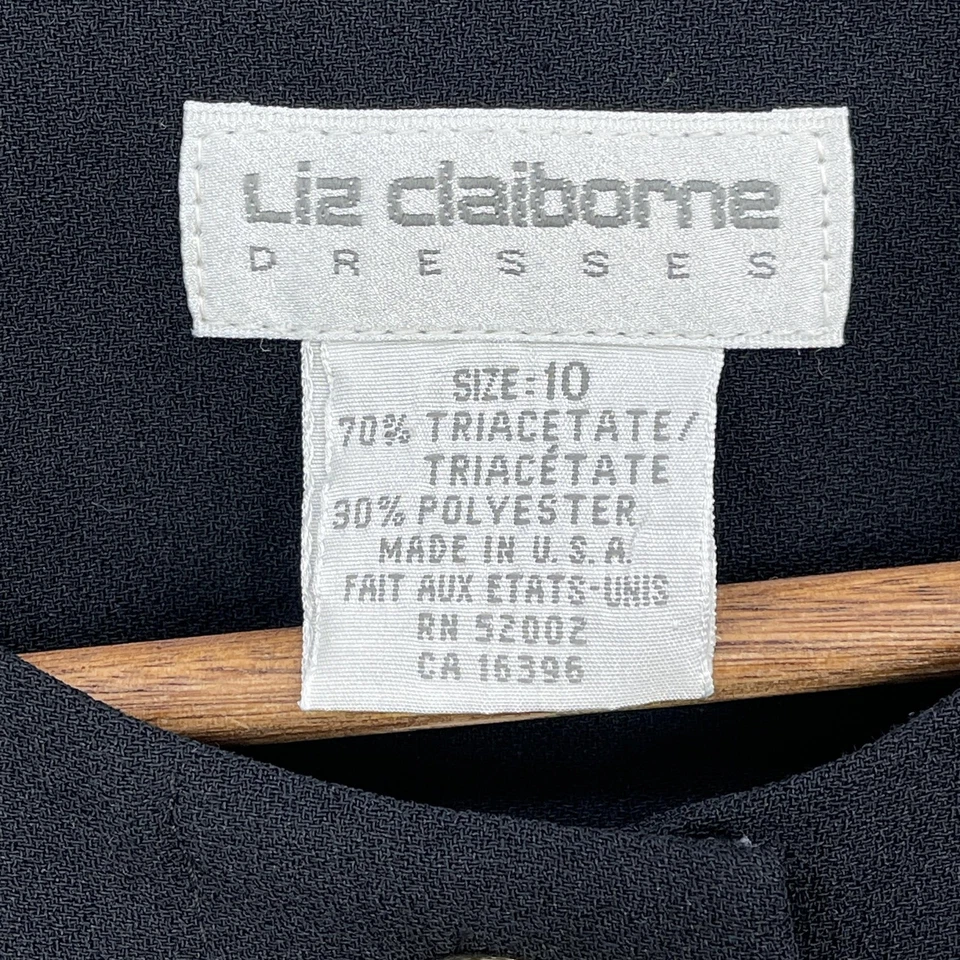 Liz claiborne
DRESSES
SIZE: 10
70% TRIACETATE/
TRIACÉTATE
30% POLYESTER
MADE IN U.S.A.
FAIT AUX ETATS-UNIS
RN 52002
CA 16396